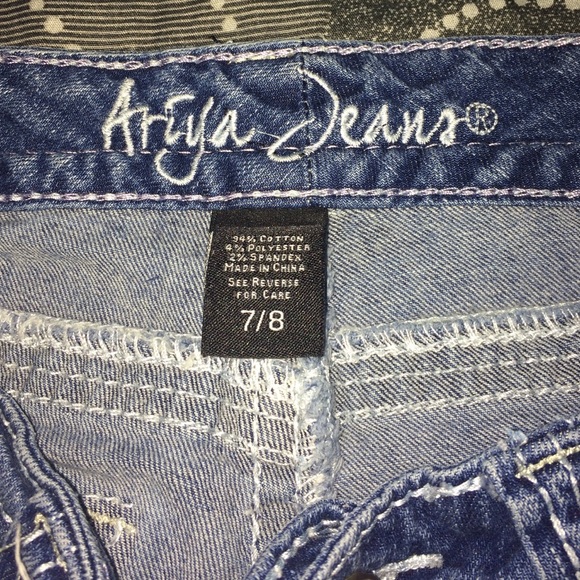 Ariya Jeans®
94% Cotton
4% Polyester
2% Spandex
Made in China
See Reverse
for Care
7/8